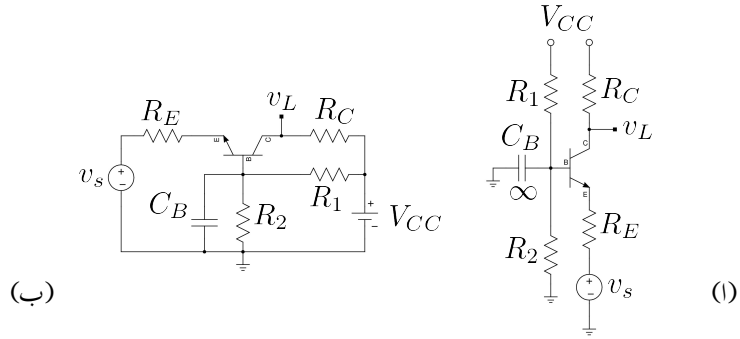 V_CC
R_1
R_C
v_L
C_B
∞
C
B
E
R_2
R_E
+
−
v_s
(ا)
v_L
R_E
R_C
E
C
B
v_s
+
−
C_B
R_2
R_1
+
−
V_CC
(ب)